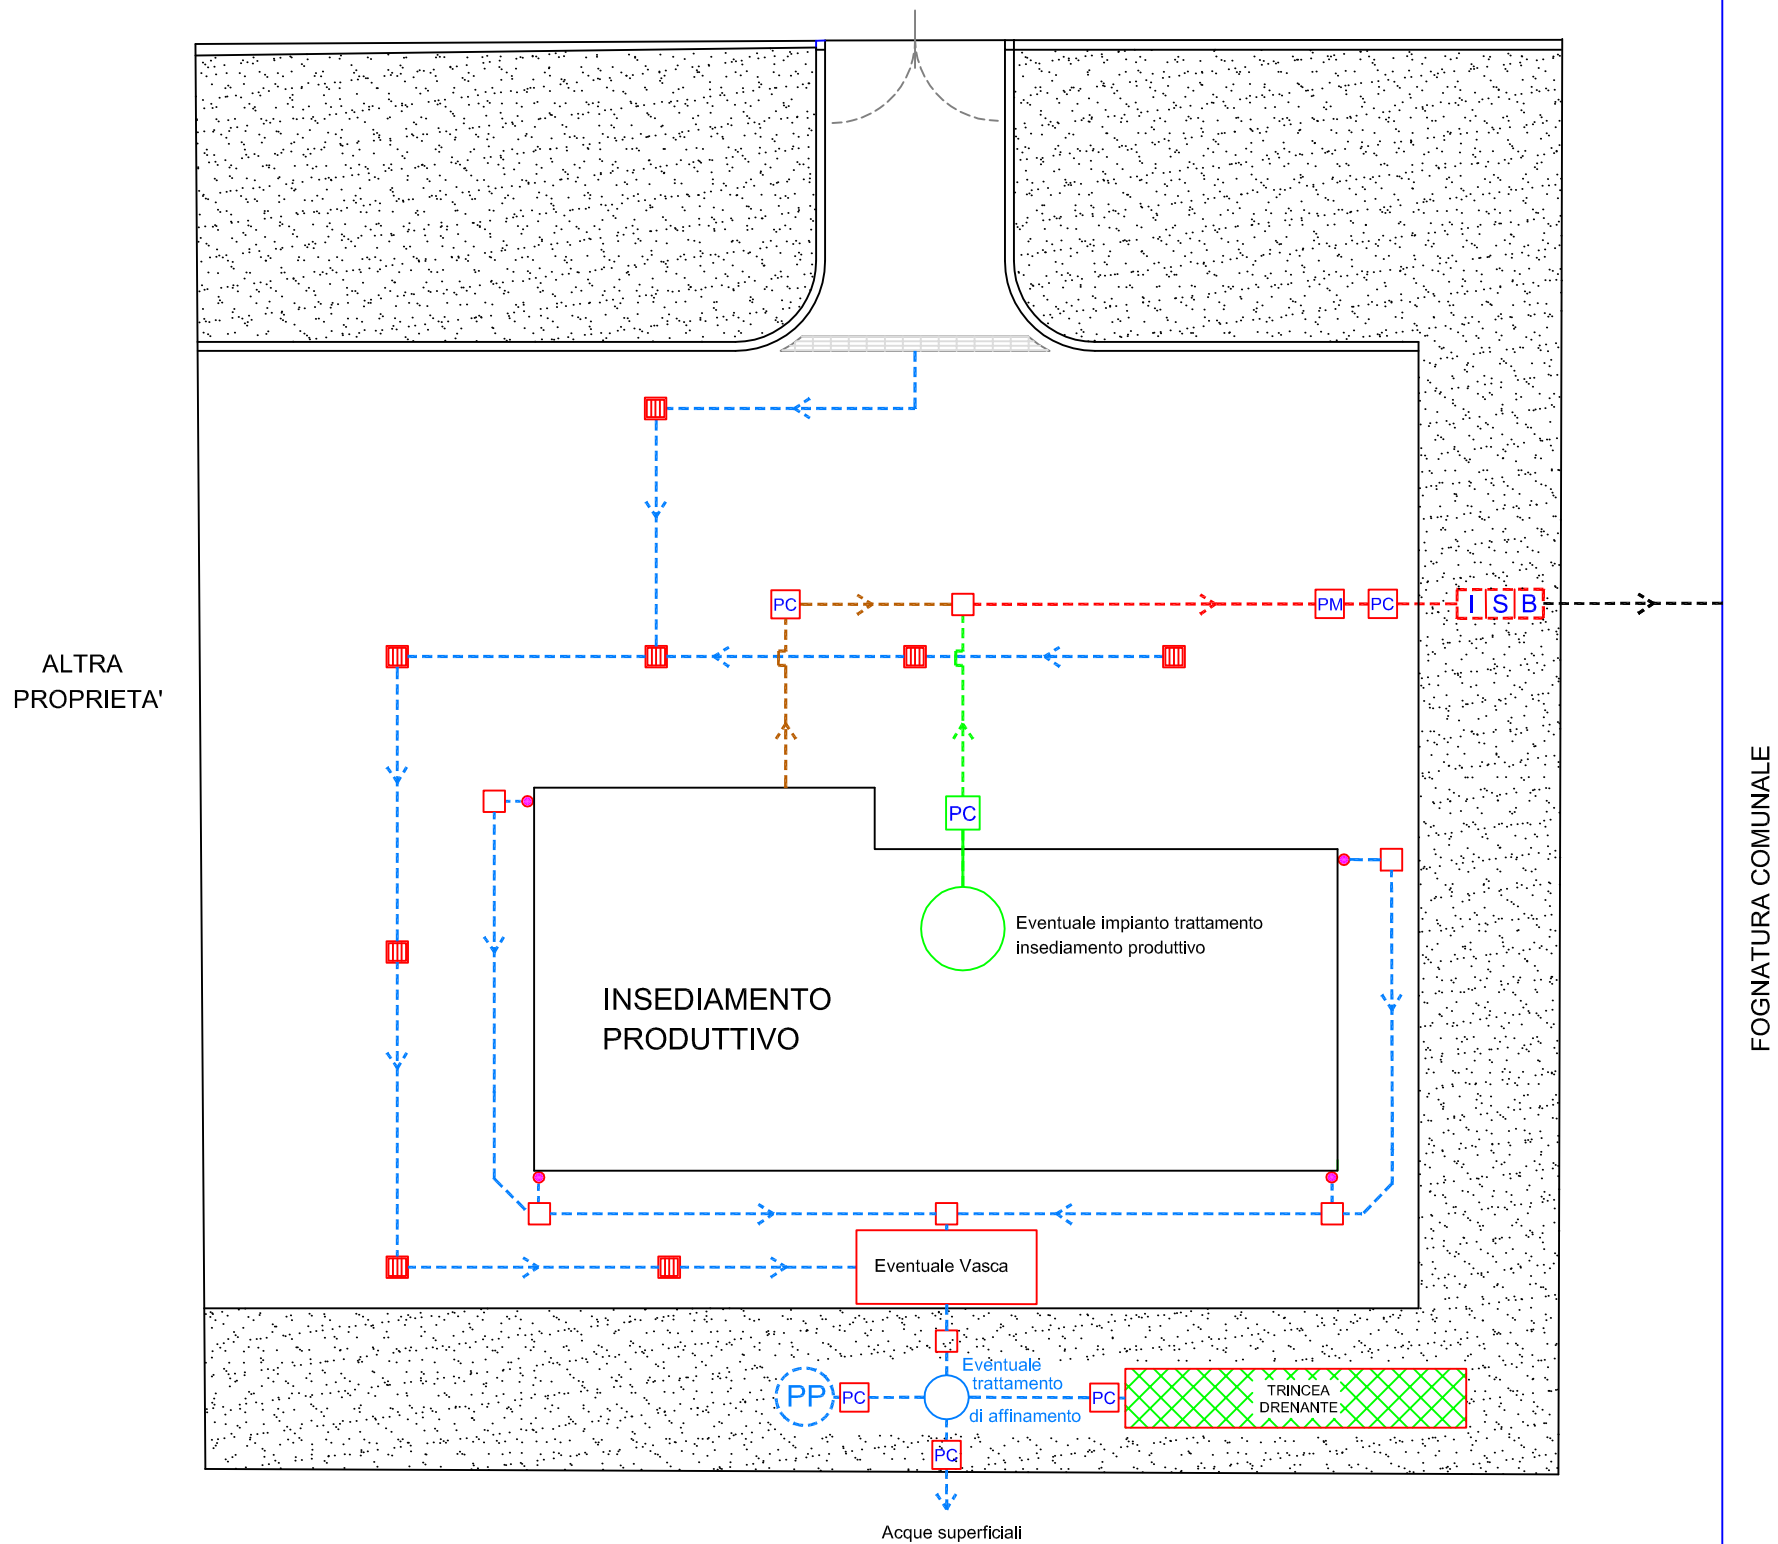 PC
PM
PC
I S B
ALTRA
PROPRIETA'
FOGNATURA COMUNALE
PC
Eventuale impianto trattamento
insediamento produttivo
INSEDIAMENTO
PRODUTTIVO
Eventuale Vasca
Eventuale
trattamento
di affinamento
PP
PC
PC
TRINCEA
DRENANTE
PC
Acque superficiali